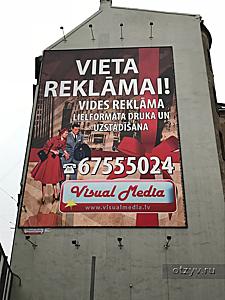 VIETA
REKLĀMAI!
VIDES REKLĀMA
LIELFORMĀTA DRUKA UN
UZSTĀDĪŠANA
☎67555024
Visual Media
www.visualmedia.lv
otzyv.ru